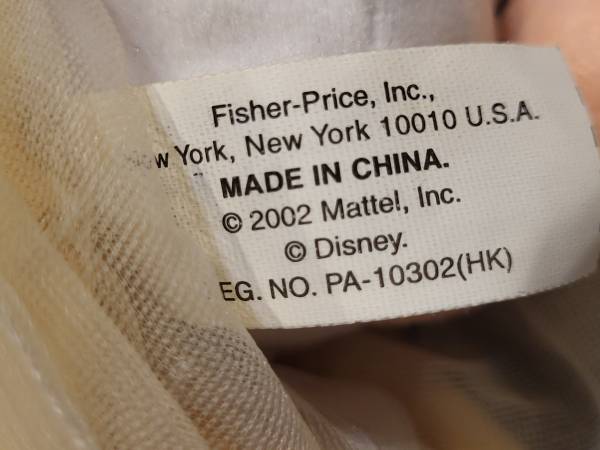 Fisher-Price, Inc.,
w York, New York 10010 U.S.A.
MADE IN CHINA.
© 2002 Mattel, Inc.
© Disney.
EG. NO. PA-10302(HK)